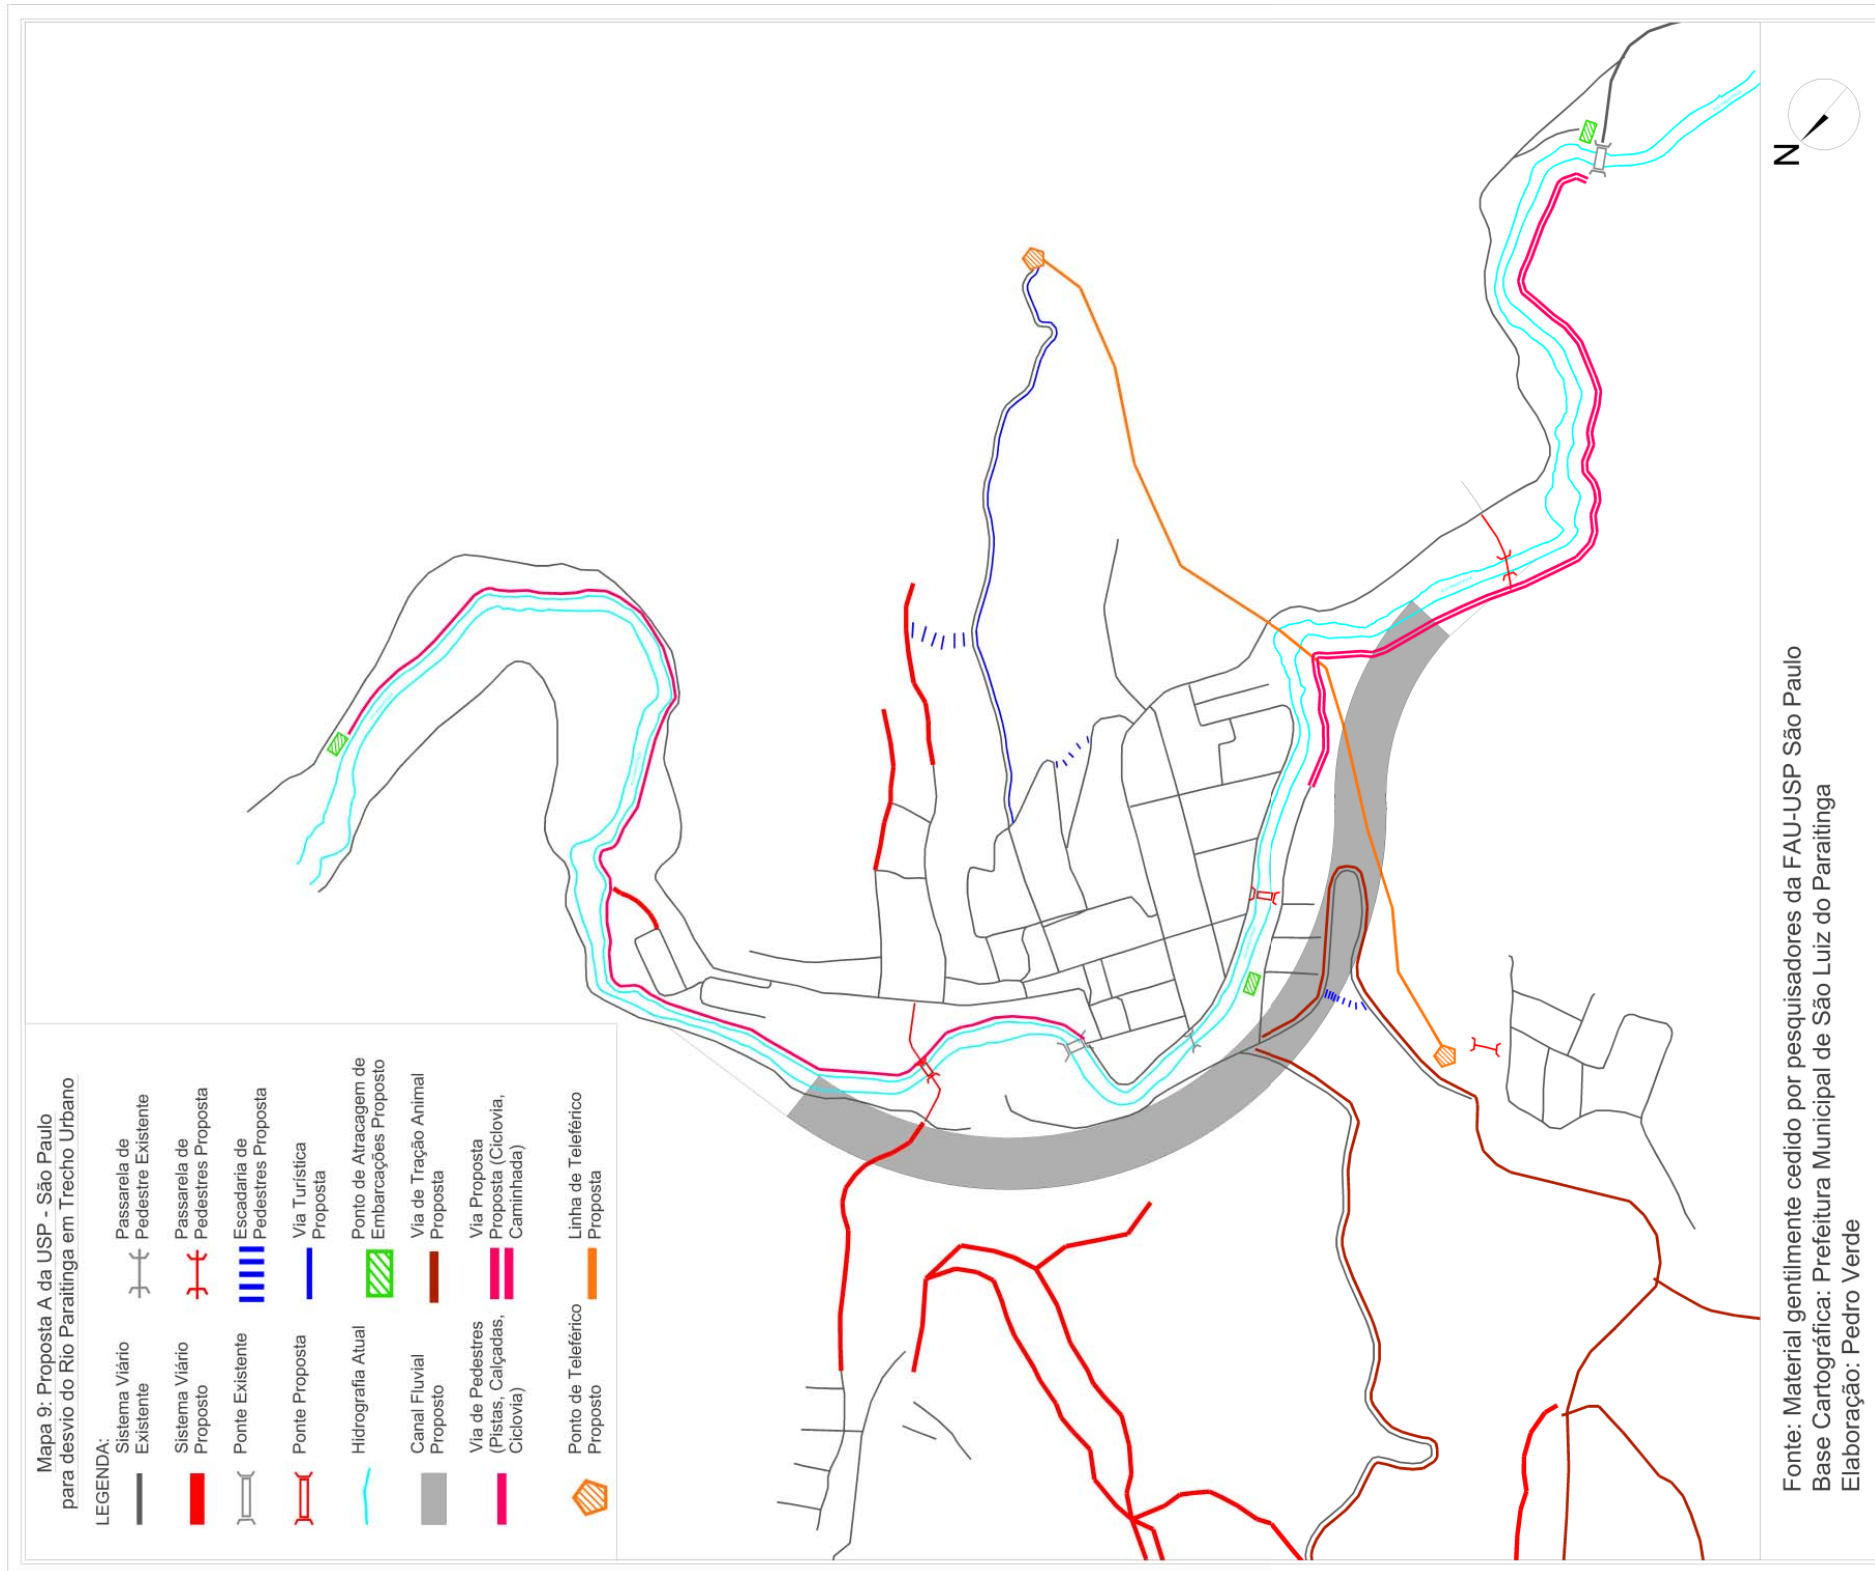 Mapa 9: Proposta A da USP - São Paulo
para desvio do Rio Paraitinga em Trecho Urbano
LEGENDA:
Sistema Viário
Existente
Passarela de
Pedestre Existente
Sistema Viário
Proposto
Passarela de
Pedestres Proposta
Ponte Existente
Escadaria de
Pedestres Proposta
Ponte Proposta
Via Turística
Proposta
Hidrografia Atual
Ponto de Atracagem de
Embarcações Proposto
Canal Fluvial
Proposto
Via de Tração Animal
Proposta
Via de Pedestres
(Pistas, Calçadas,
Ciclovia)
Via Proposta
Proposta (Ciclovia,
Caminhada)
Ponto de Teleférico
Proposto
Linha de Teleférico
Proposta
N
Fonte: Material gentilmente cedido por pesquisadores da FAU-USP São Paulo
Base Cartográfica: Prefeitura Municipal de São Luiz do Paraitinga
Elaboração: Pedro Verde